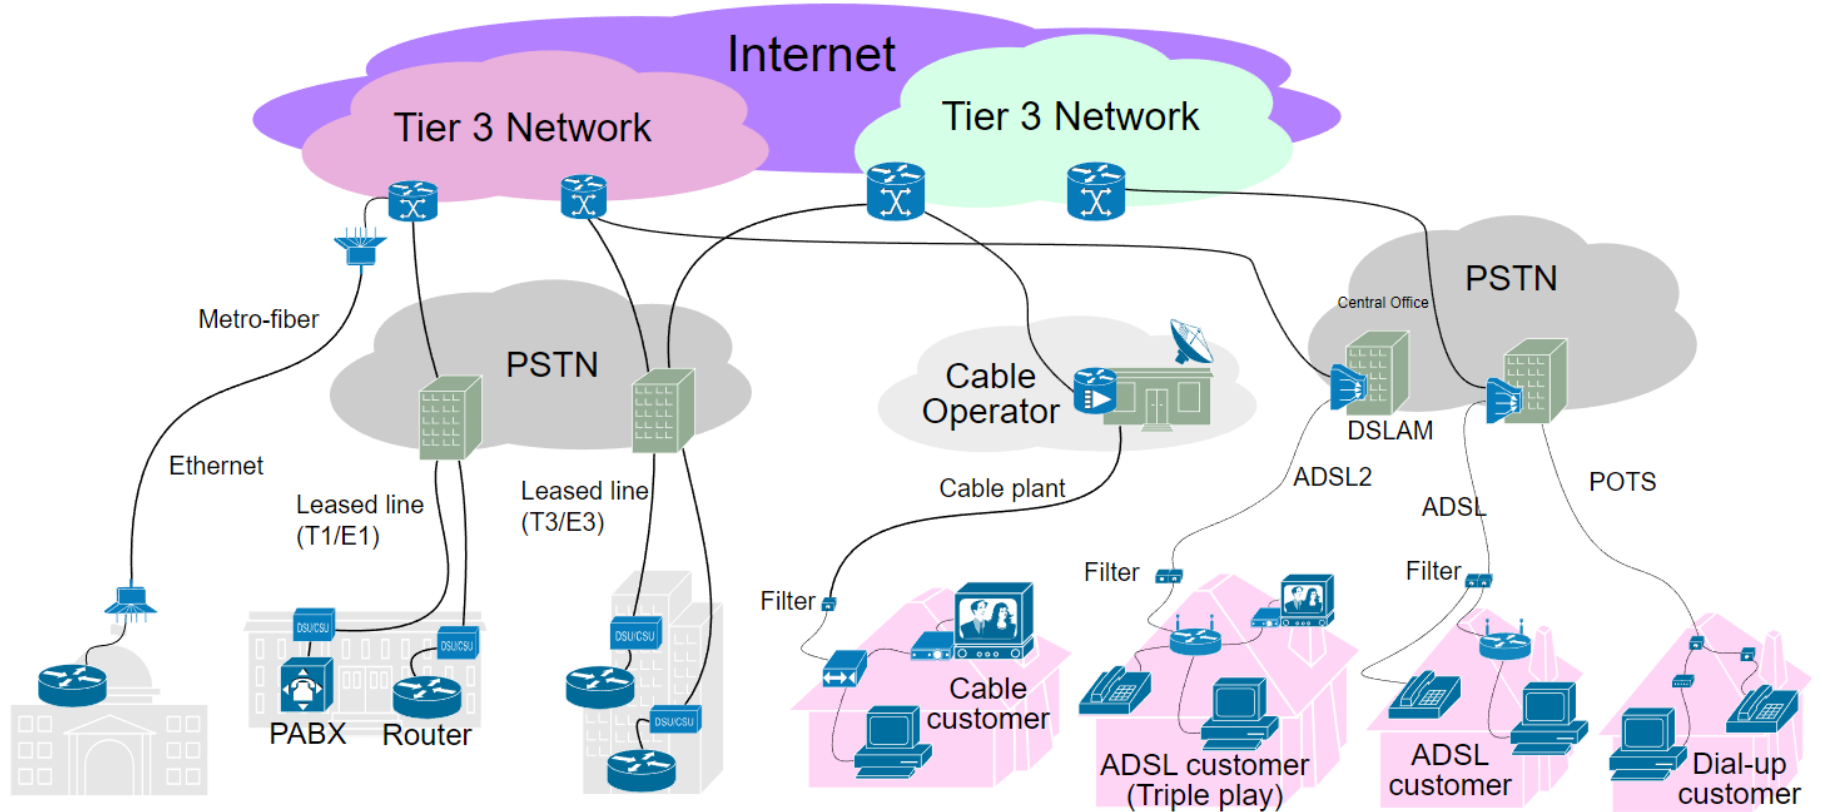 Internet
Tier 3 Network
Tier 3 Network
PSTN
Central Office
Metro-fiber
PSTN
Cable
Operator
DSLAM
Ethernet
Leased line
(T1/E1)
Leased line
(T3/E3)
Cable plant
ADSL2
ADSL
POTS
Filter
Filter
Filter
DSU/CSU
DSU/CSU
DSU/CSU
DSU/CSU
PABX
Router
Cable
customer
ADSL customer
(Triple play)
ADSL
customer
Dial-up
customer